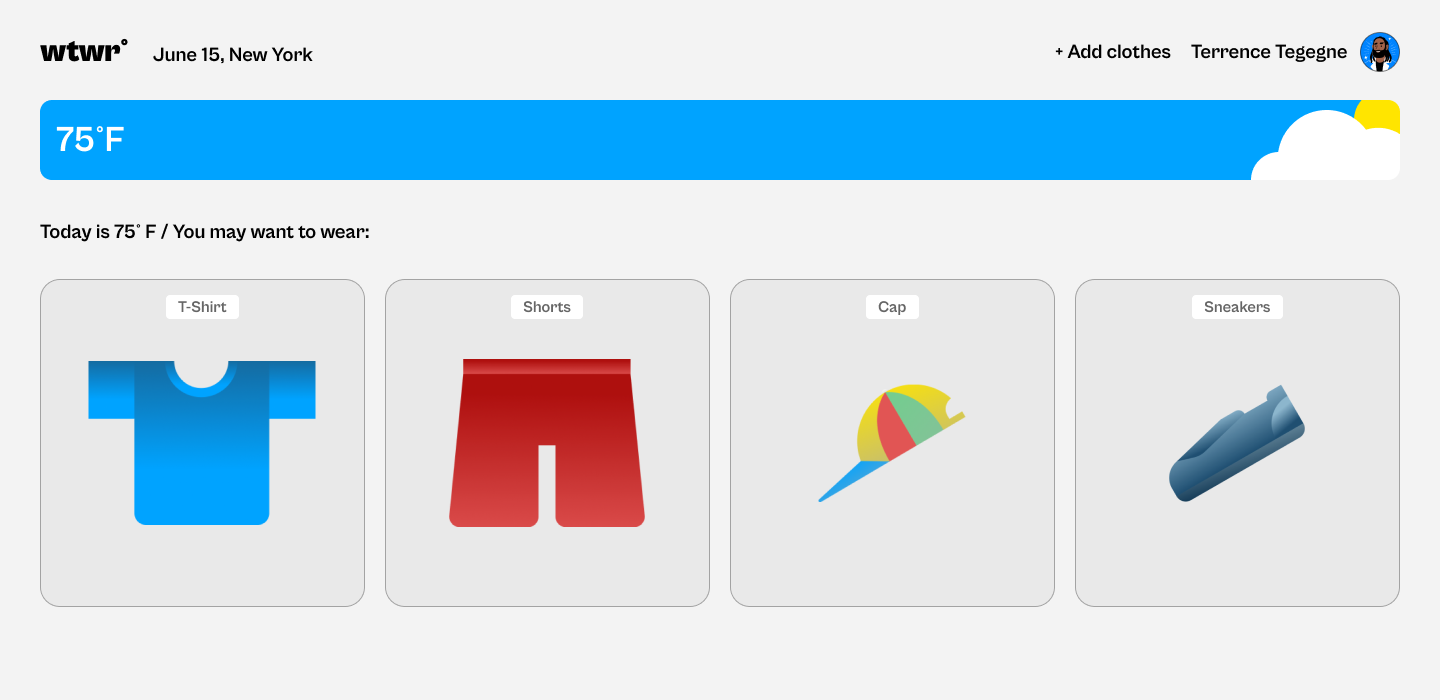 wtwr°
June 15, New York
+ Add clothes
Terrence Tegegne
75°F
Today is 75° F / You may want to wear:
T-Shirt
Shorts
Cap
Sneakers